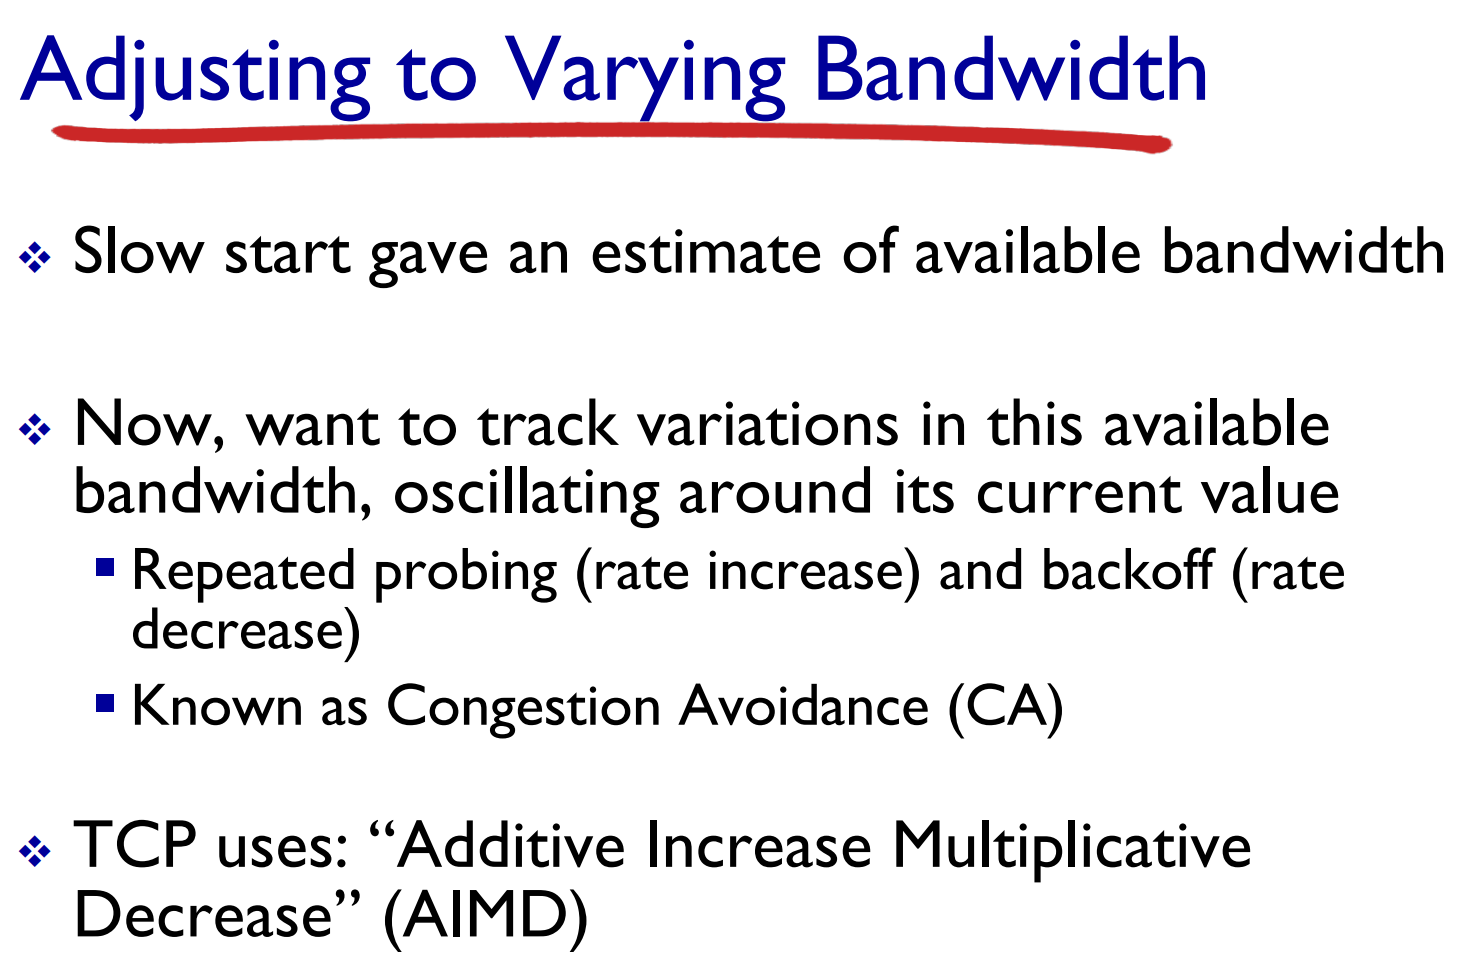 Adjusting to Varying Bandwidth
❖ Slow start gave an estimate of available bandwidth
❖ Now, want to track variations in this available
bandwidth, oscillating around its current value
▪ Repeated probing (rate increase) and backoff (rate
decrease)
▪ Known as Congestion Avoidance (CA)
❖ TCP uses: “Additive Increase Multiplicative
Decrease” (AIMD)